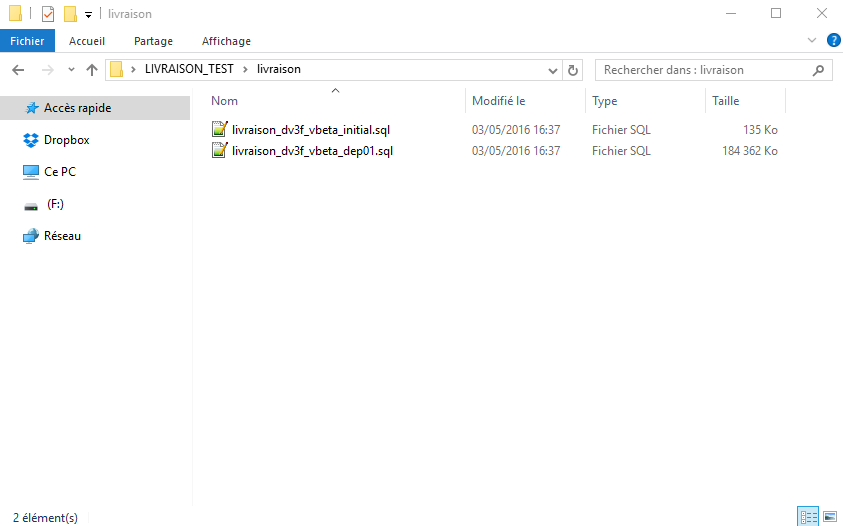 livraison
Fichier Accueil Partage Affichage
LIVRAISON_TEST livraison Rechercher dans : livraison
Accès rapide
Dropbox
Ce PC
(F:)
Réseau
Nom Modifié le Type Taille
livraison_dv3f_vbeta_initial.sql 03/05/2016 16:37 Fichier SQL 135 Ko
livraison_dv3f_vbeta_dep01.sql 03/05/2016 16:37 Fichier SQL 184 362 Ko
2 élément(s)